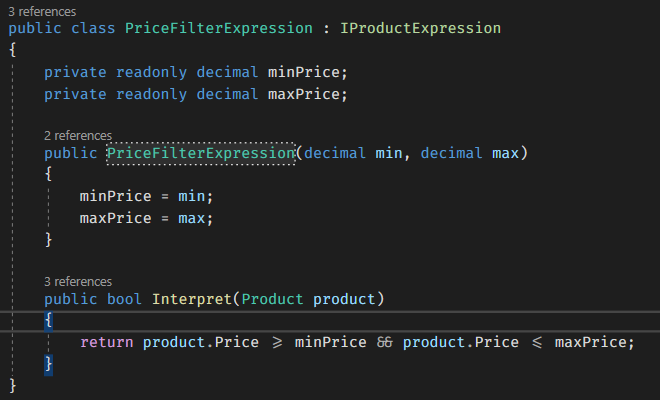 3 references
public class PriceFilterExpression : IProductExpression
{
private readonly decimal minPrice;
private readonly decimal maxPrice;
2 references
public PriceFilterExpression(decimal min, decimal max)
{
minPrice = min;
maxPrice = max;
}
3 references
public bool Interpret(Product product)
{
return product.Price >= minPrice && product.Price <= maxPrice;
}
}